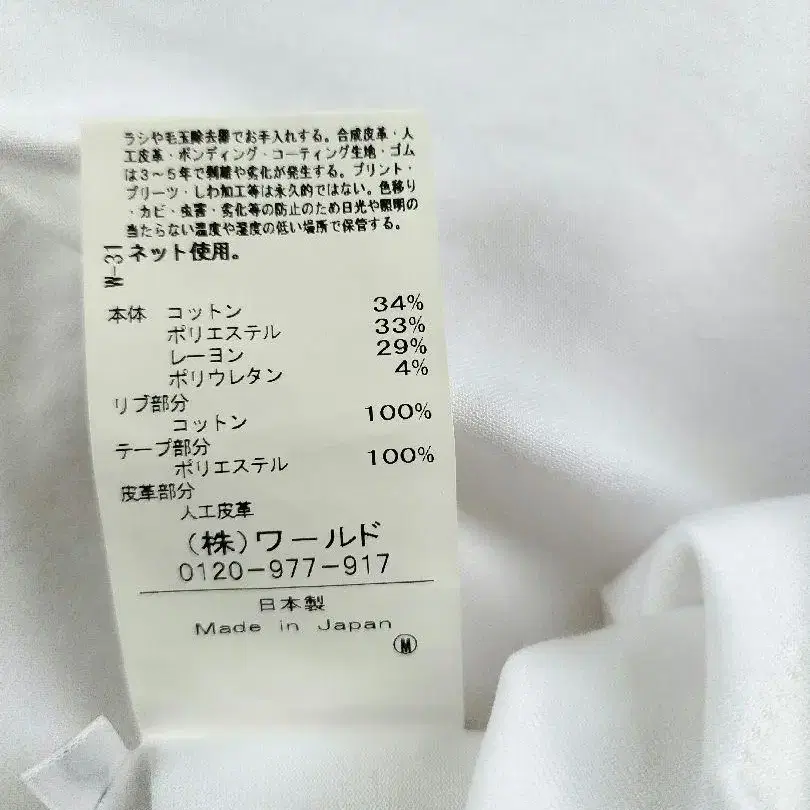 ラシや毛玉除去器でお手入れする。合成皮革・人
工皮革・ボンディング・コーティング生地・ゴム
は3〜5年で剥離や劣化が発生する。プリント・
プリーツ・しわ加工等は永久的ではない。色移り
・カビ・虫害・劣化等の防止のため日光や照明の
当たらない温度や湿度の低い場所で保管する。
W-31 ネット使用。
本体 コットン 34%
ポリエステル 33%
レーヨン 29%
ポリウレタン 4%
リブ部分
コットン 100%
テープ部分
ポリエステル 100%
皮革部分
人工皮革
(株)ワールド
0120-977-917
日本製
Made in Japan
M